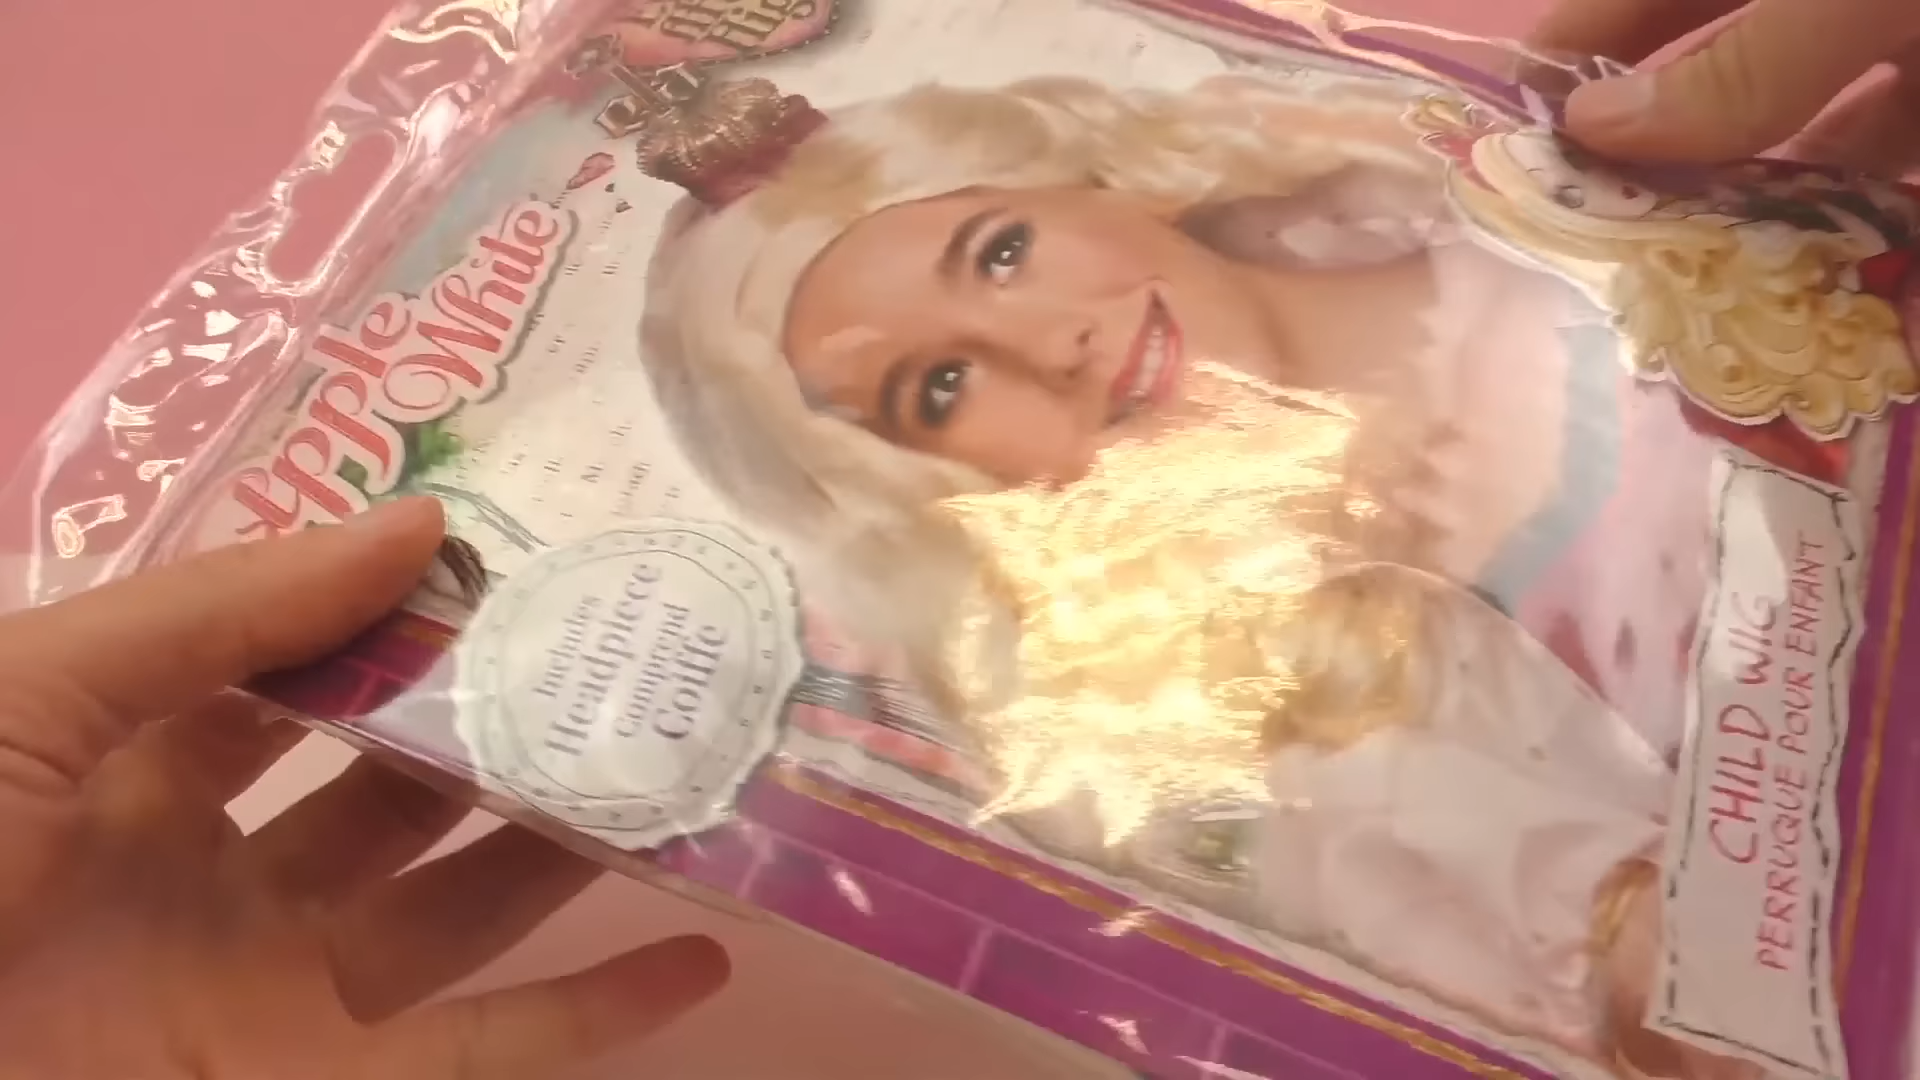 Apple
White
Includes
Headpiece
Comprend
Coiffe
CHILD WIG
PERRUQUE POUR ENFANT